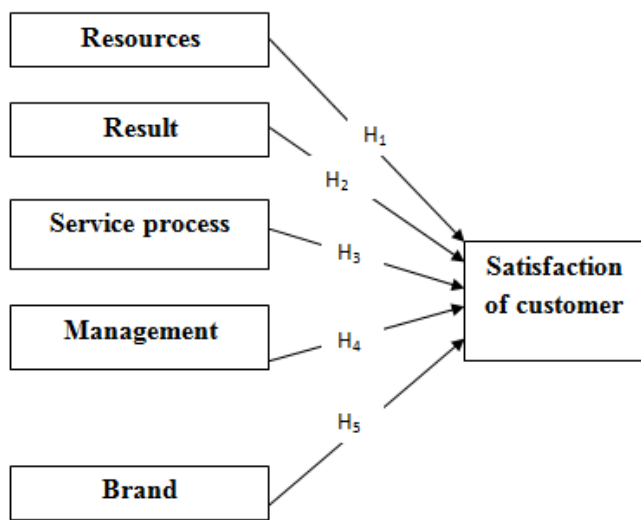 Resources
Result
Service process
Management
Brand
H₁
H₂
H₃
H₄
H₅
Satisfaction
of customer